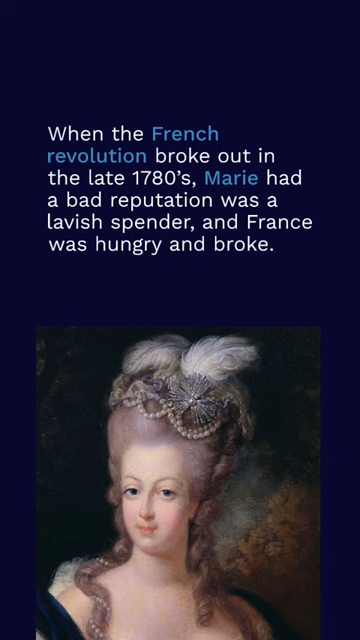 When the French
revolution broke out in
the late 1780's, Marie had
a bad reputation was a
lavish spender, and France
was hungry and broke.